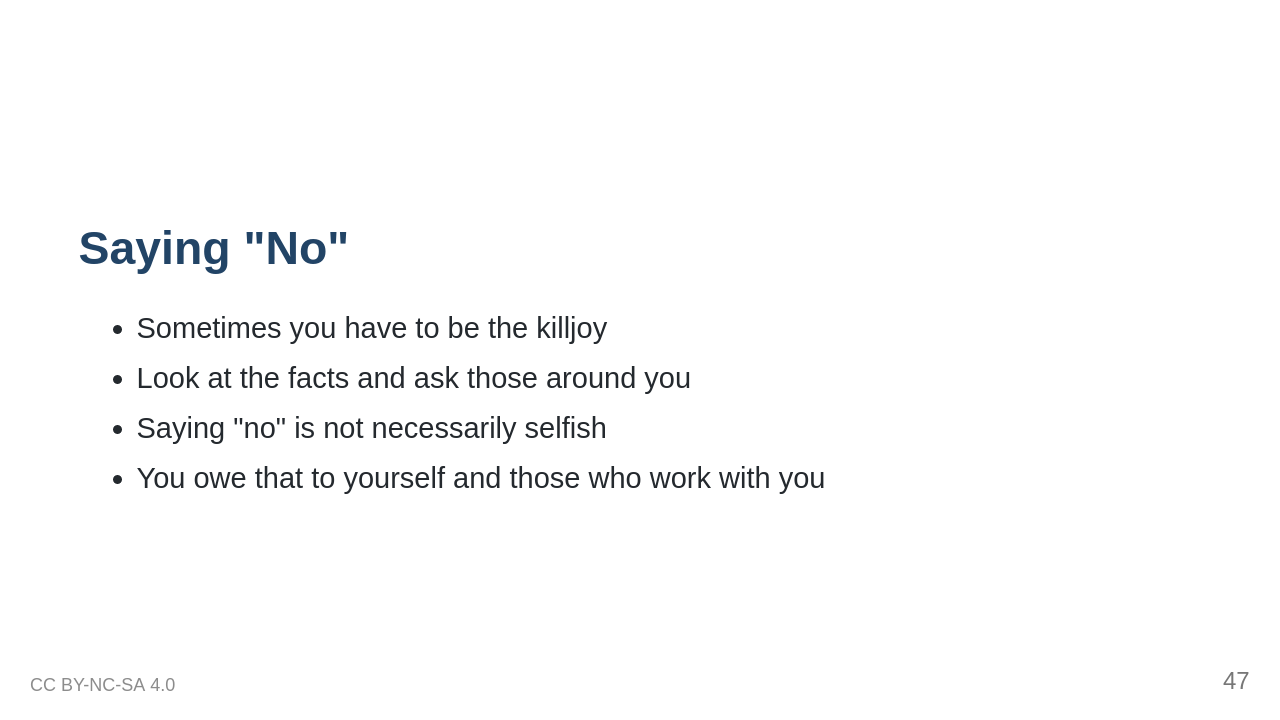 Saying "No"
Sometimes you have to be the killjoy
Look at the facts and ask those around you
Saying "no" is not necessarily selfish
You owe that to yourself and those who work with you
CC BY-NC-SA 4.0
47